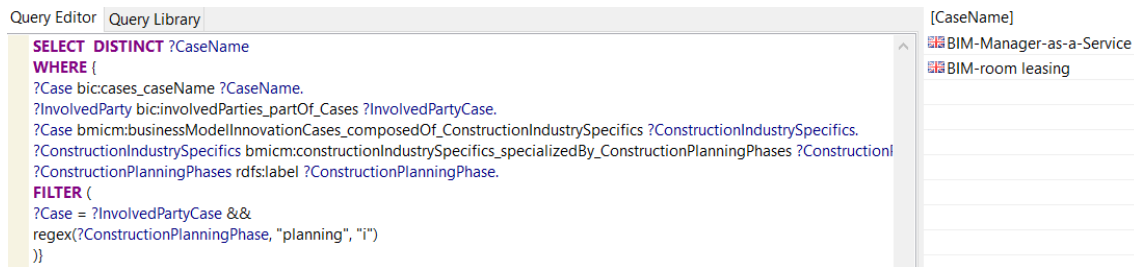 Query Editor Query Library
SELECT DISTINCT ?CaseName
WHERE {
?Case bic:cases_caseName ?CaseName.
?InvolvedParty bic:involvedParties_partOf_Cases ?InvolvedPartyCase.
?Case bmicm:businessModelInnovationCases_composedOf_ConstructionIndustrySpecifics ?ConstructionIndustrySpecifics.
?ConstructionIndustrySpecifics bmicm:constructionIndustrySpecifics_specializedBy_ConstructionPlanningPhases
?ConstructionPlanningPhases rdfs:label ?ConstructionPlanningPhase.
FILTER (
?Case = ?InvolvedPartyCase &&
regex(?ConstructionPlanningPhase, "planning", "i")
)}
[CaseName]
BIM-Manager-as-a-Service
BIM-room leasing